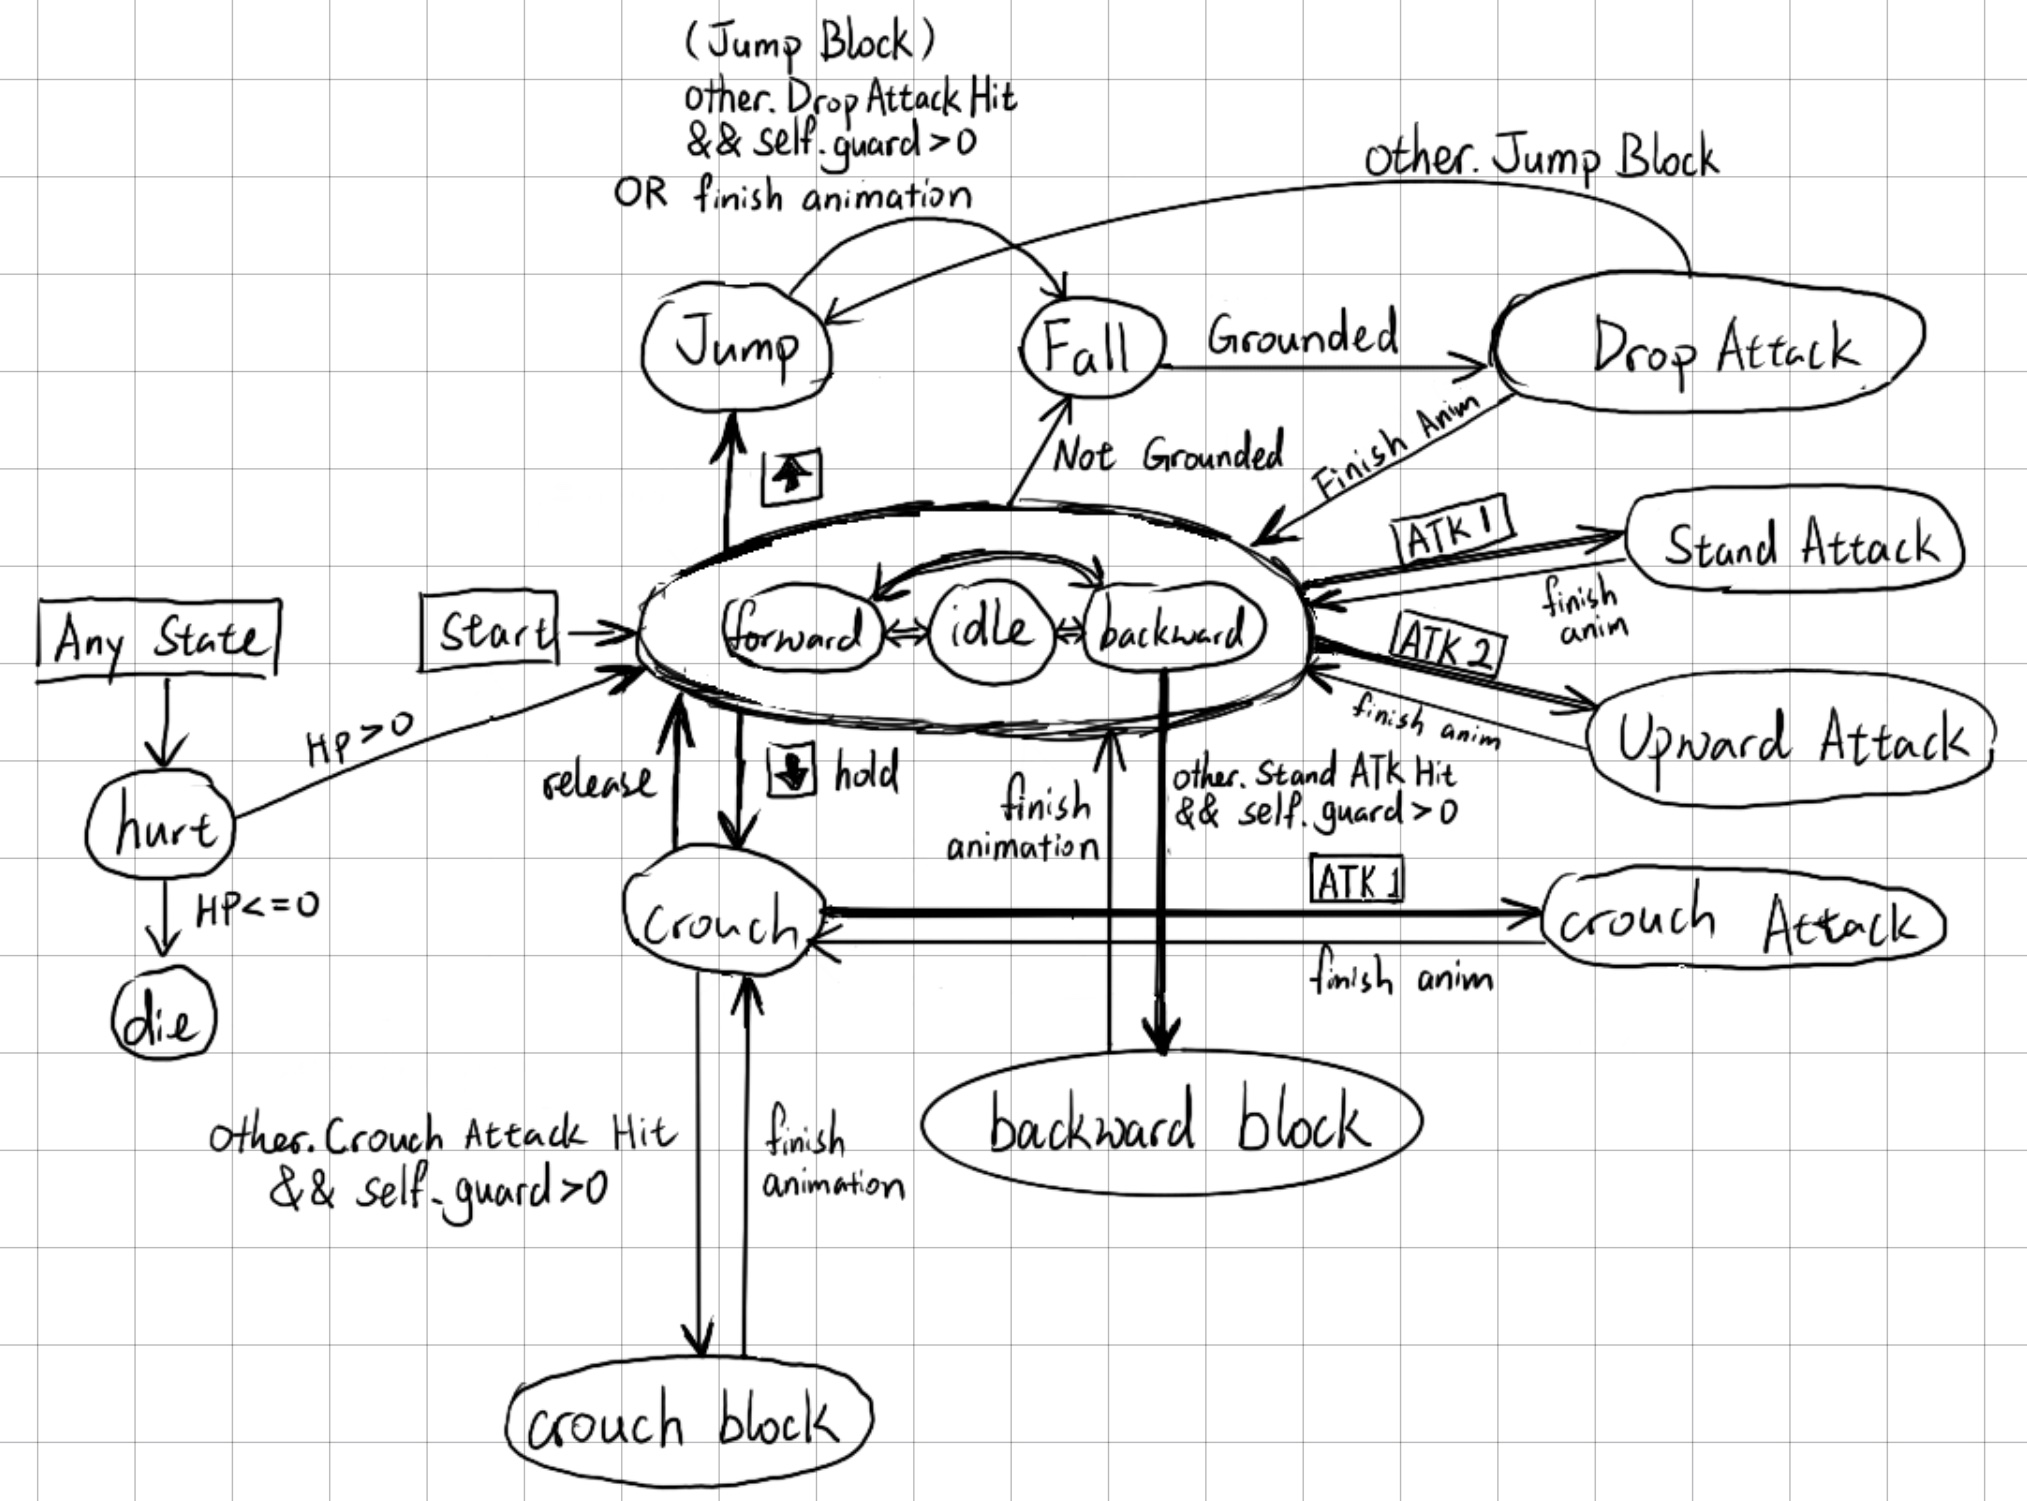 (Jump Block)
other. Drop Attack Hit
&& self. guard > 0
OR finish animation
other. Jump Block
Jump
Fall
Grounded
Drop Attack
Not Grounded
Finish Anim
ATK 1
Stand Attack
finish
anim
Any State
Start
forward
idle
backward
ATK 2
finish anim
Upward Attack
HP > 0
hurt
release
hold
finish
animation
other. Stand ATK Hit
&& self. guard > 0
HP <= 0
Crouch
ATK 1
crouch Attack
finish anim
die
other. Crouch Attack Hit
&& self. guard > 0
finish
animation
backward block
crouch block